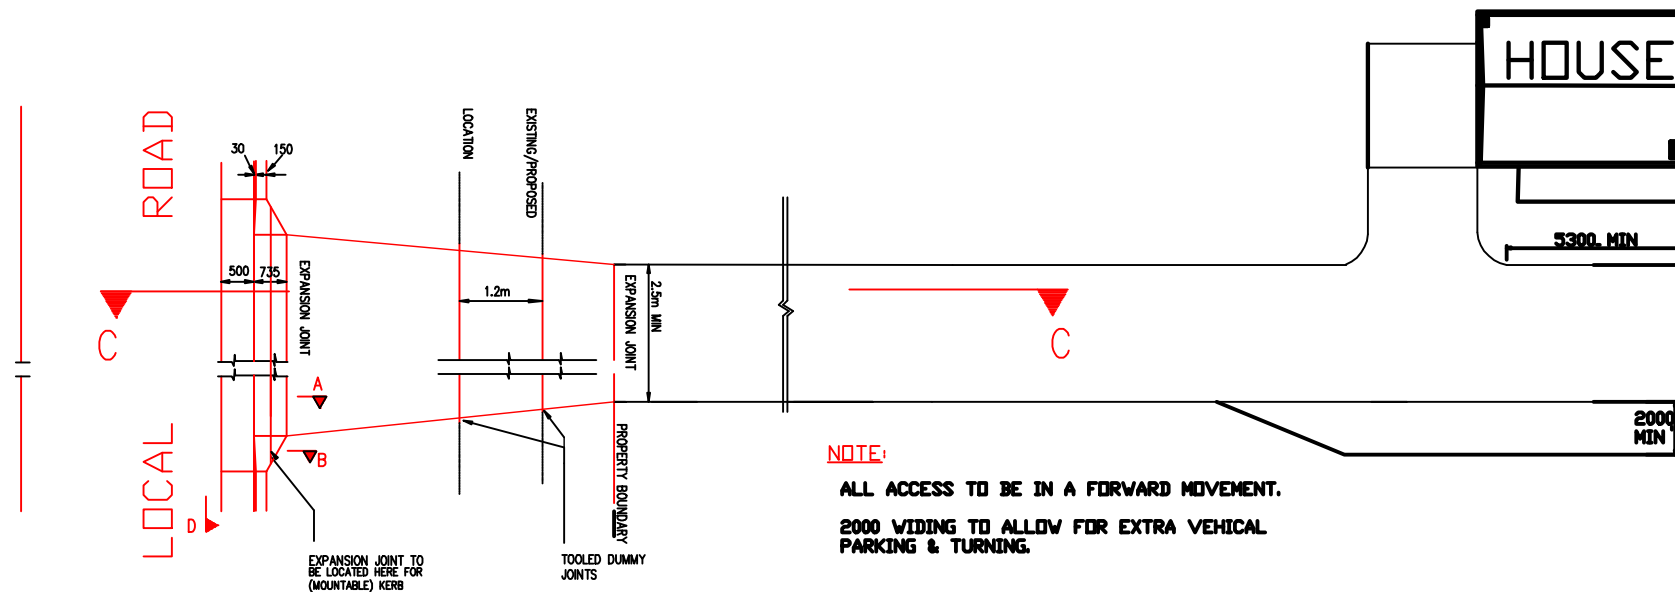 HOUSE
LOCAL ROAD
30
150
LOCATION
EXISTING/PROPOSED
500
735
EXPANSION JOINT
1.2m
EXPANSION JOINT
2.5m MIN
5300 MIN
C
C
A
B
D
PROPERTY BOUNDARY
2000
MIN
NOTE:
ALL ACCESS TO BE IN A FORWARD MOVEMENT.
2000 WIDING TO ALLOW FOR EXTRA VEHICAL
PARKING & TURNING.
EXPANSION JOINT TO
BE LOCATED HERE FOR
(MOUNTABLE) KERB
TOOLED DUMMY
JOINTS